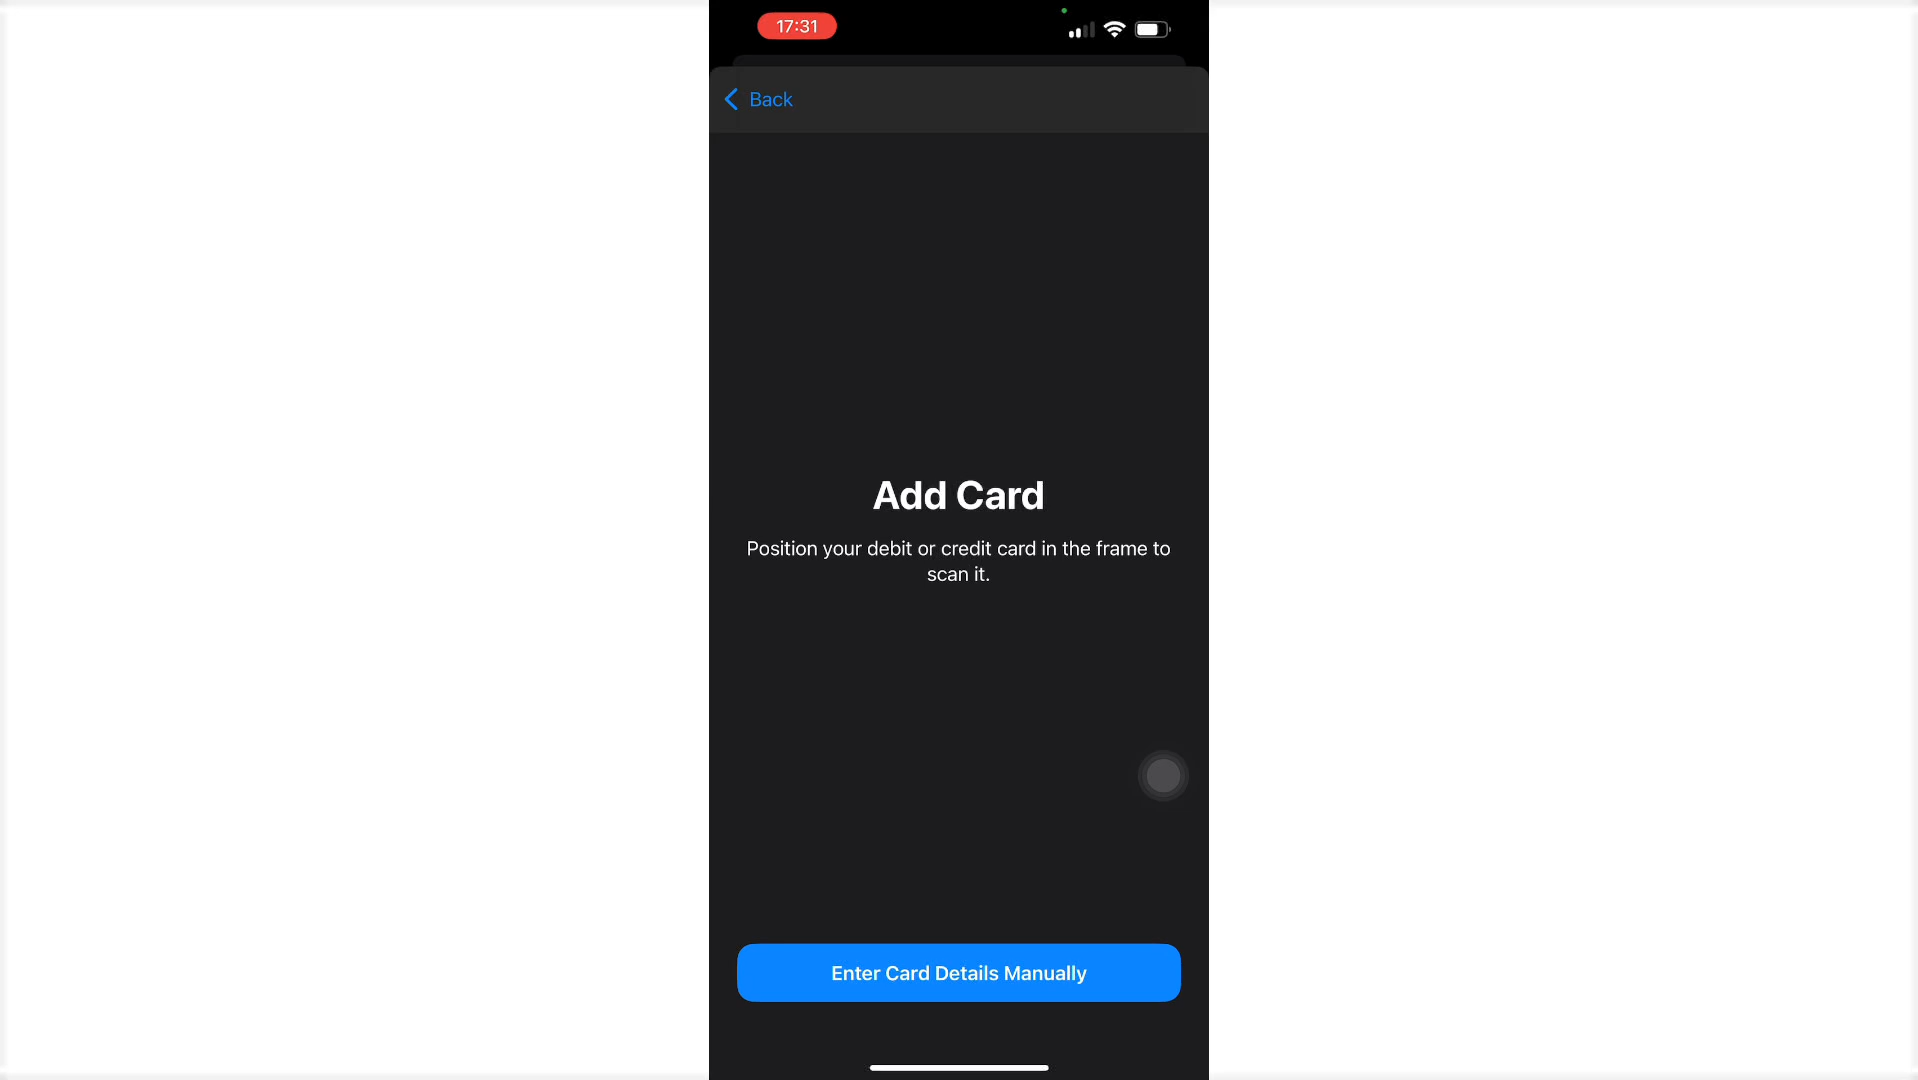 17:31
Back
Add Card
Position your debit or credit card in the frame to
scan it.
Enter Card Details Manually